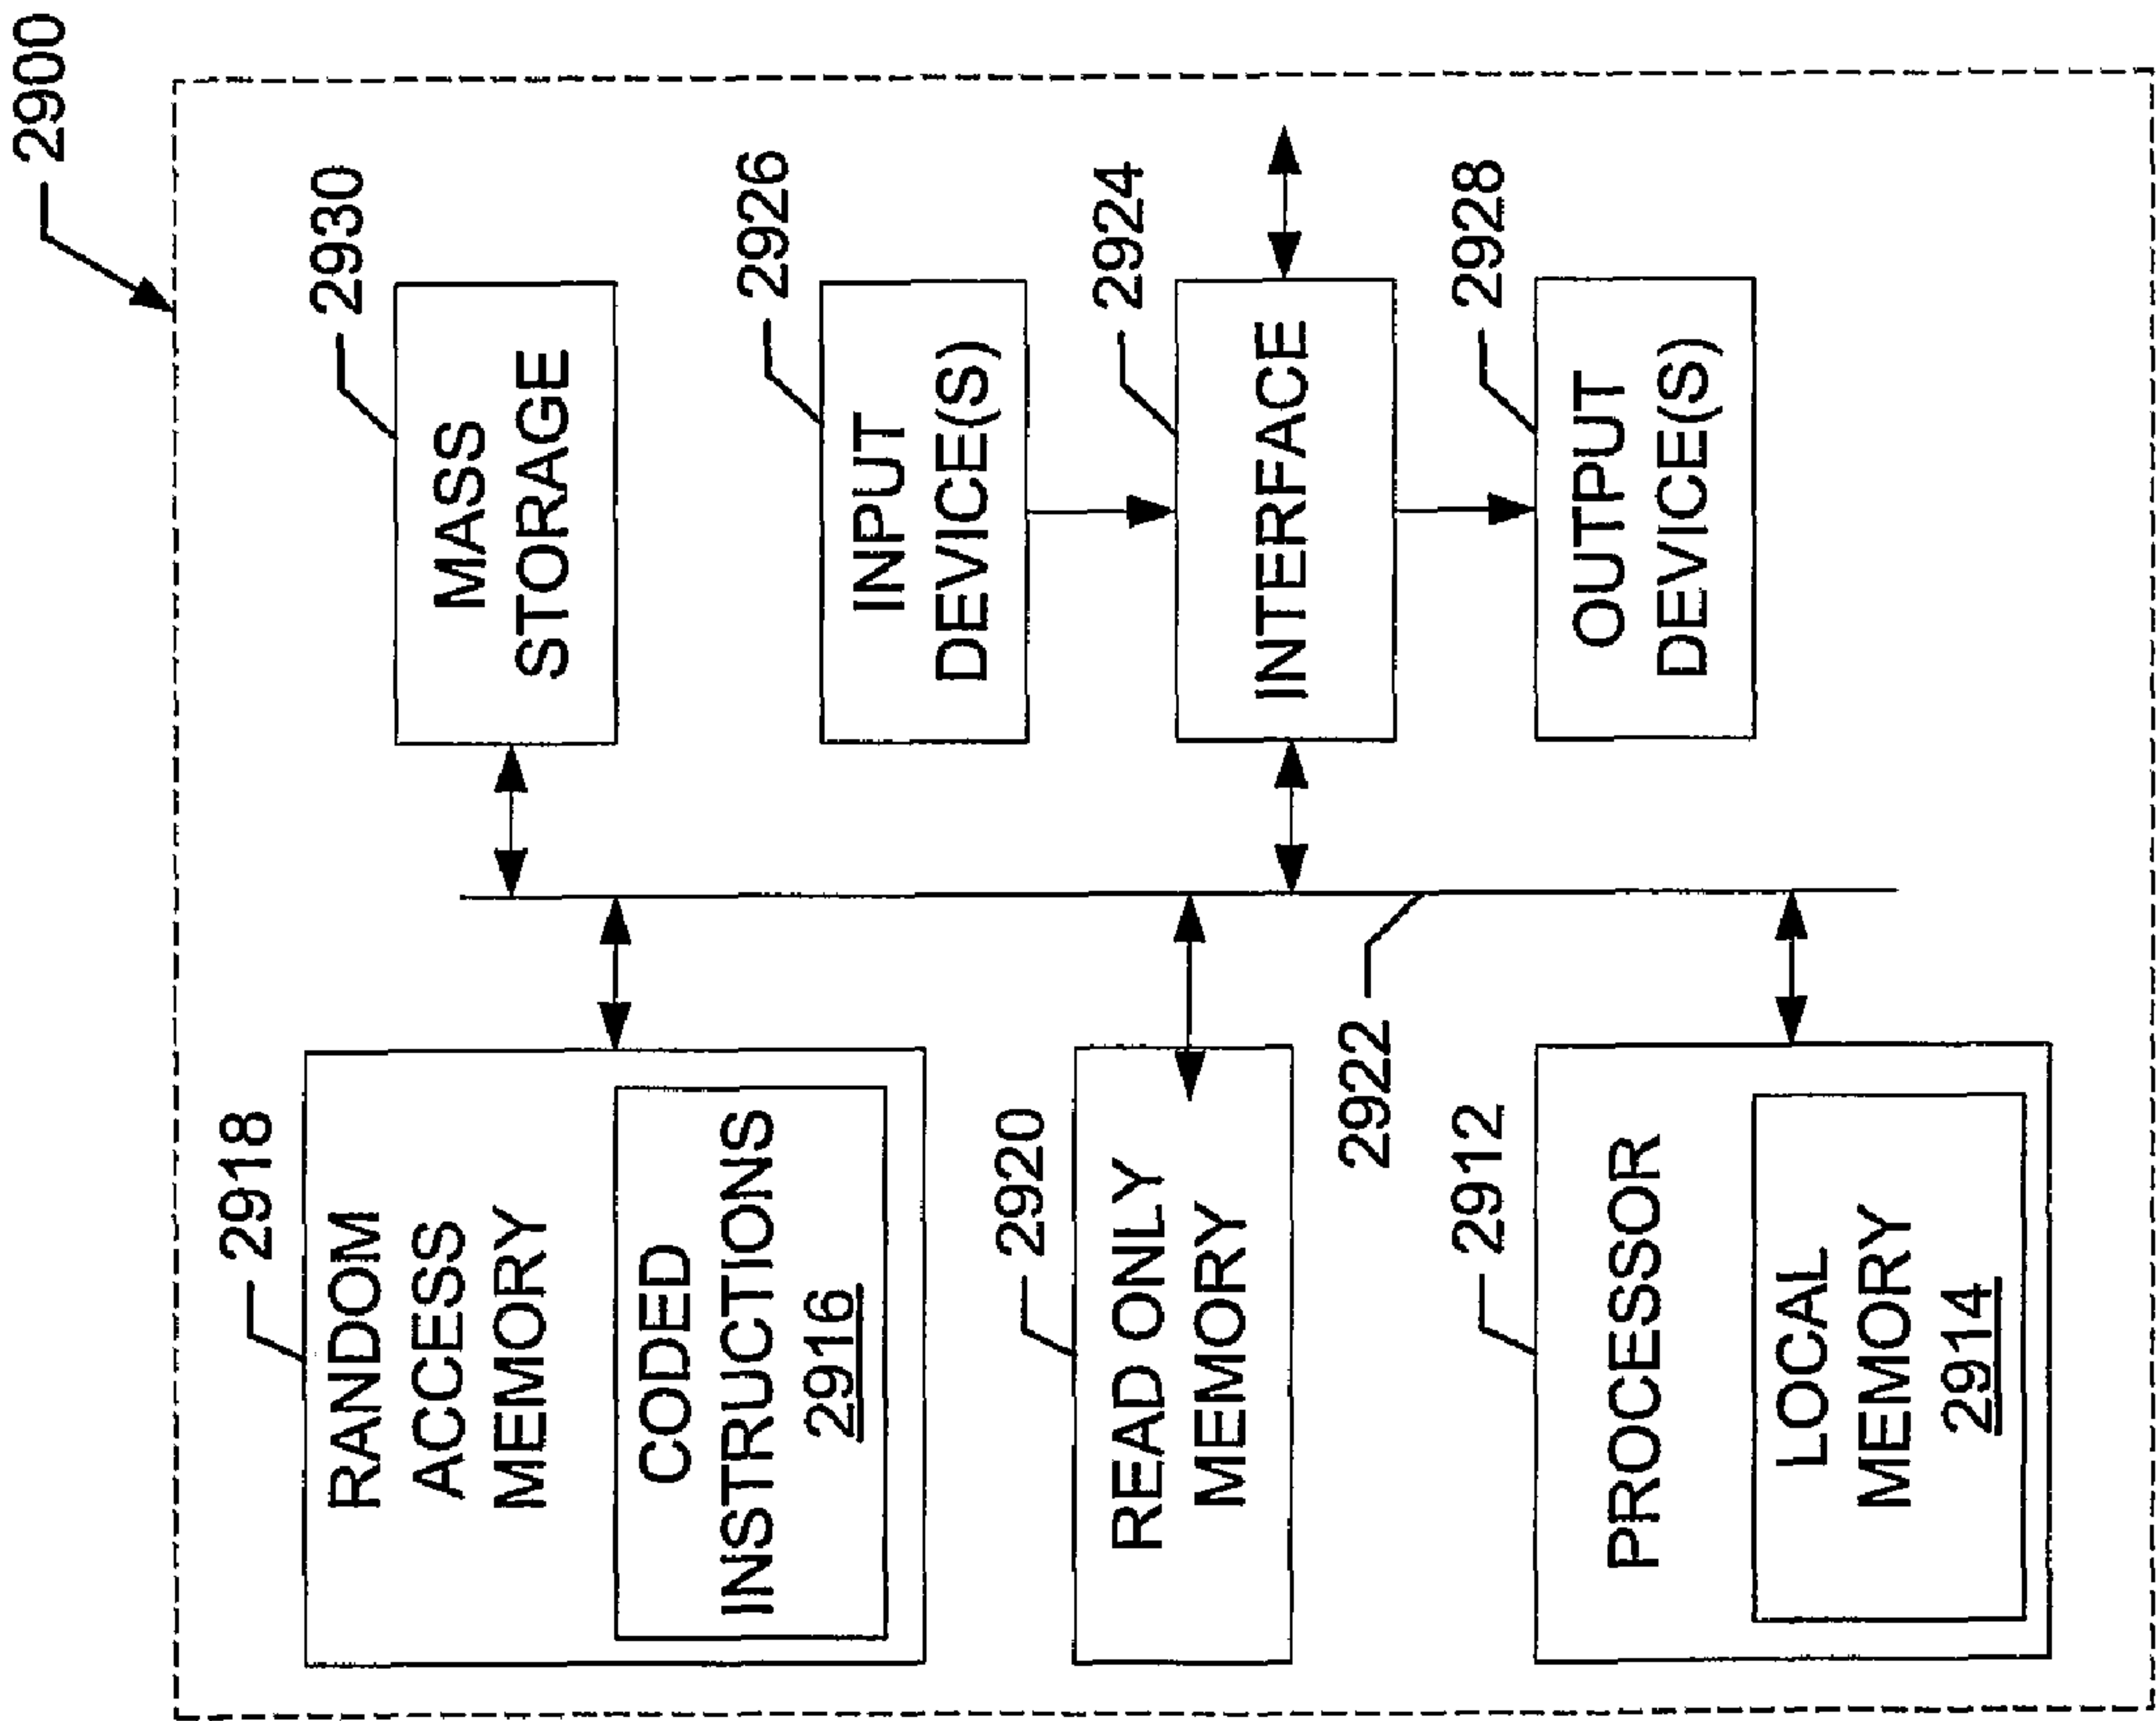 2900
2918
RANDOM
ACCESS
MEMORY
CODED
INSTRUCTIONS
2916
2920
READ ONLY
MEMORY
2922
2912
PROCESSOR
LOCAL
MEMORY
2914
2930
MASS
STORAGE
2926
INPUT
DEVICE(S)
2924
INTERFACE
2928
OUTPUT
DEVICE(S)